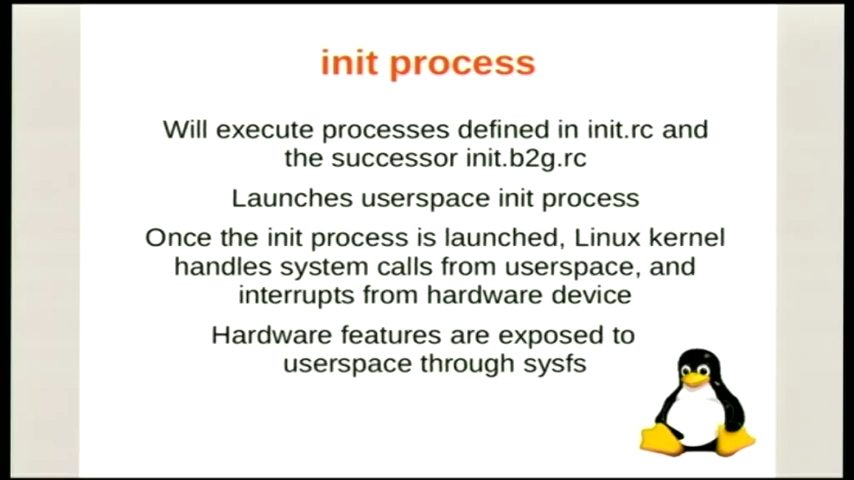 init process
Will execute processes defined in init.rc and
the successor init.b2g.rc
Launches userspace init process
Once the init process is launched, Linux kernel
handles system calls from userspace, and
interrupts from hardware device
Hardware features are exposed to
userspace through sysfs